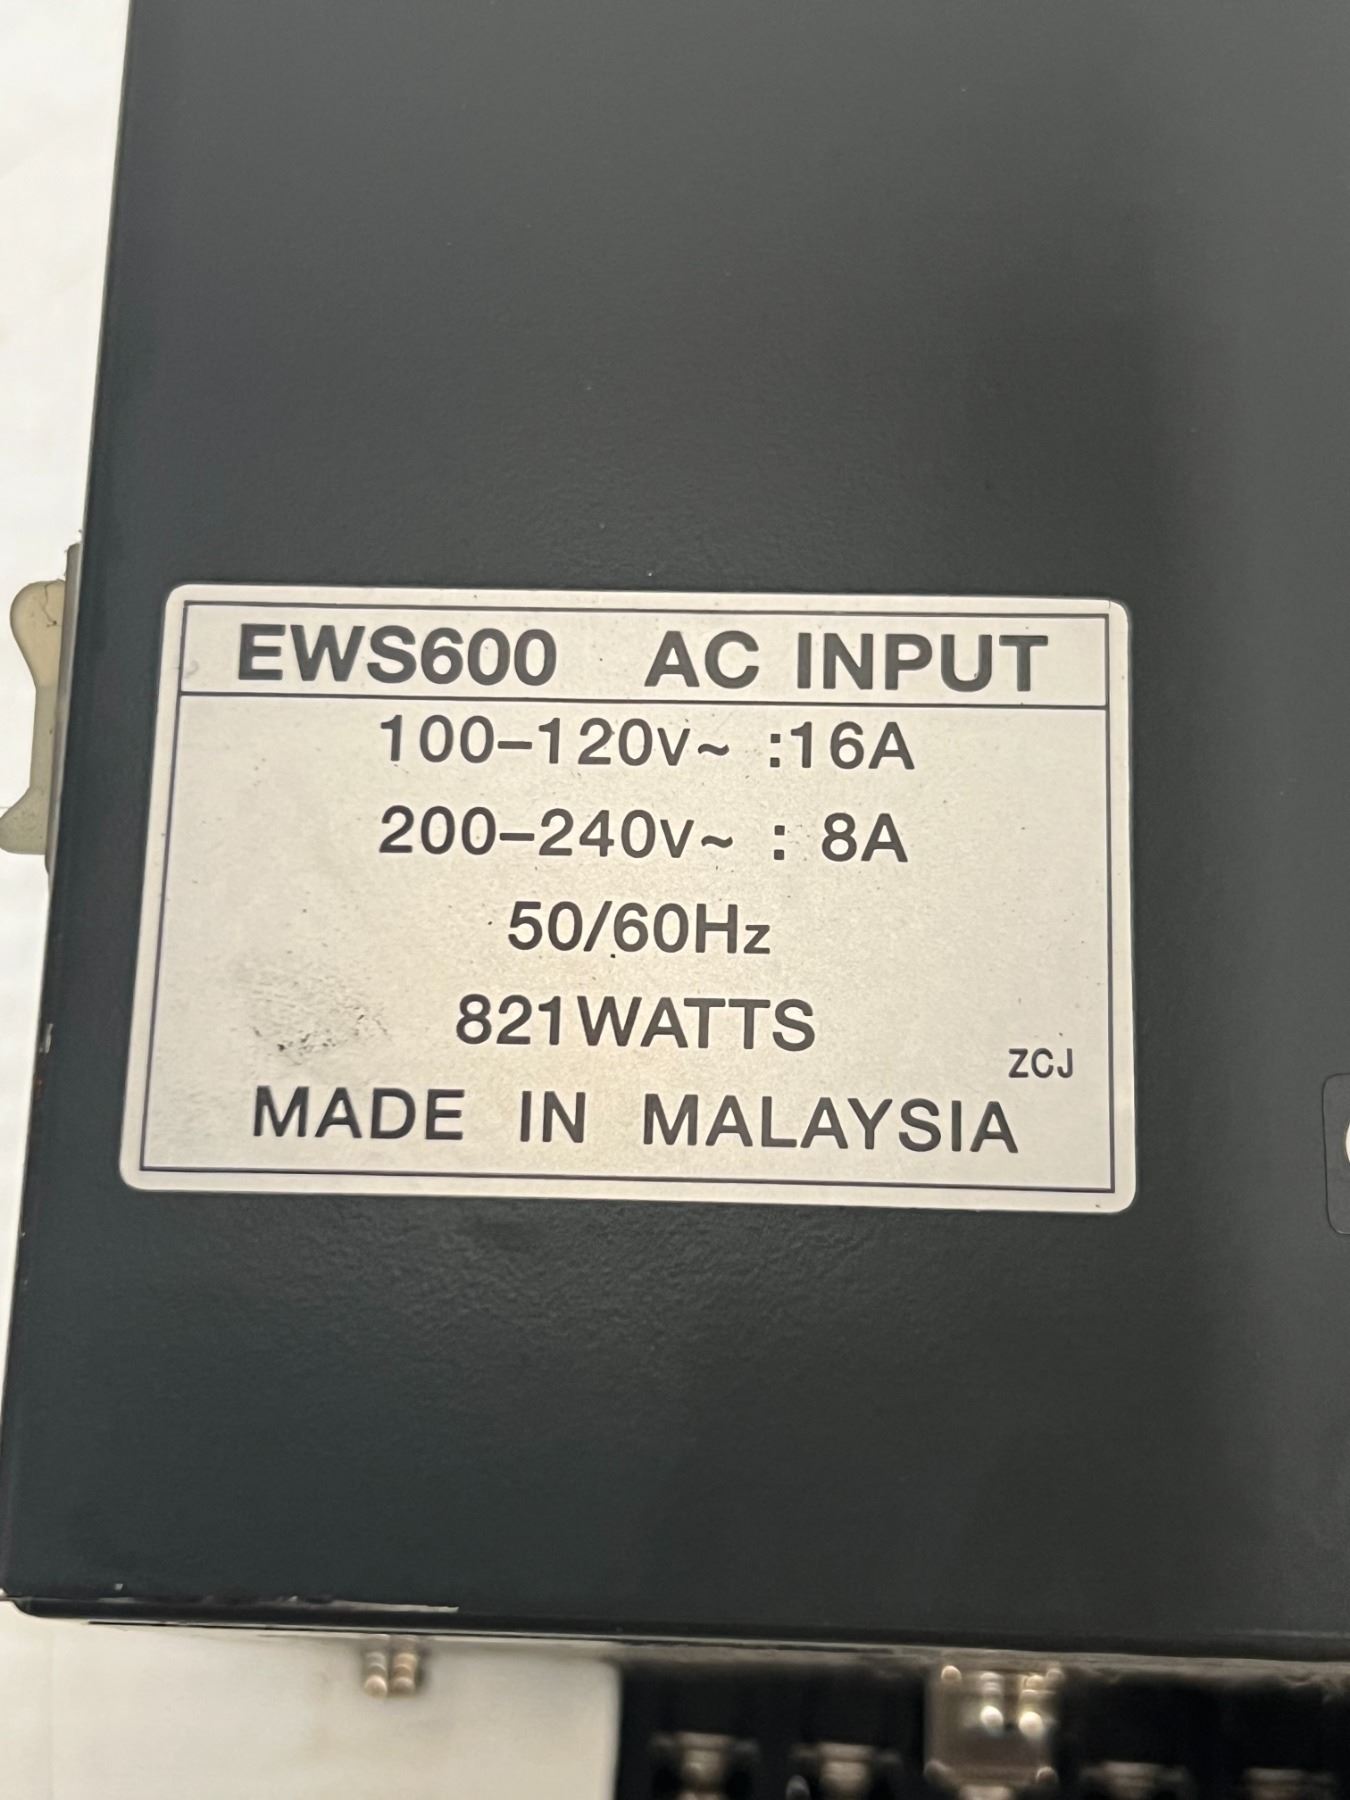 EWS600 AC INPUT
100-120V~ :16A
200-240V~ : 8A
50/60Hz
821WATTS
ZCJ
MADE IN MALAYSIA